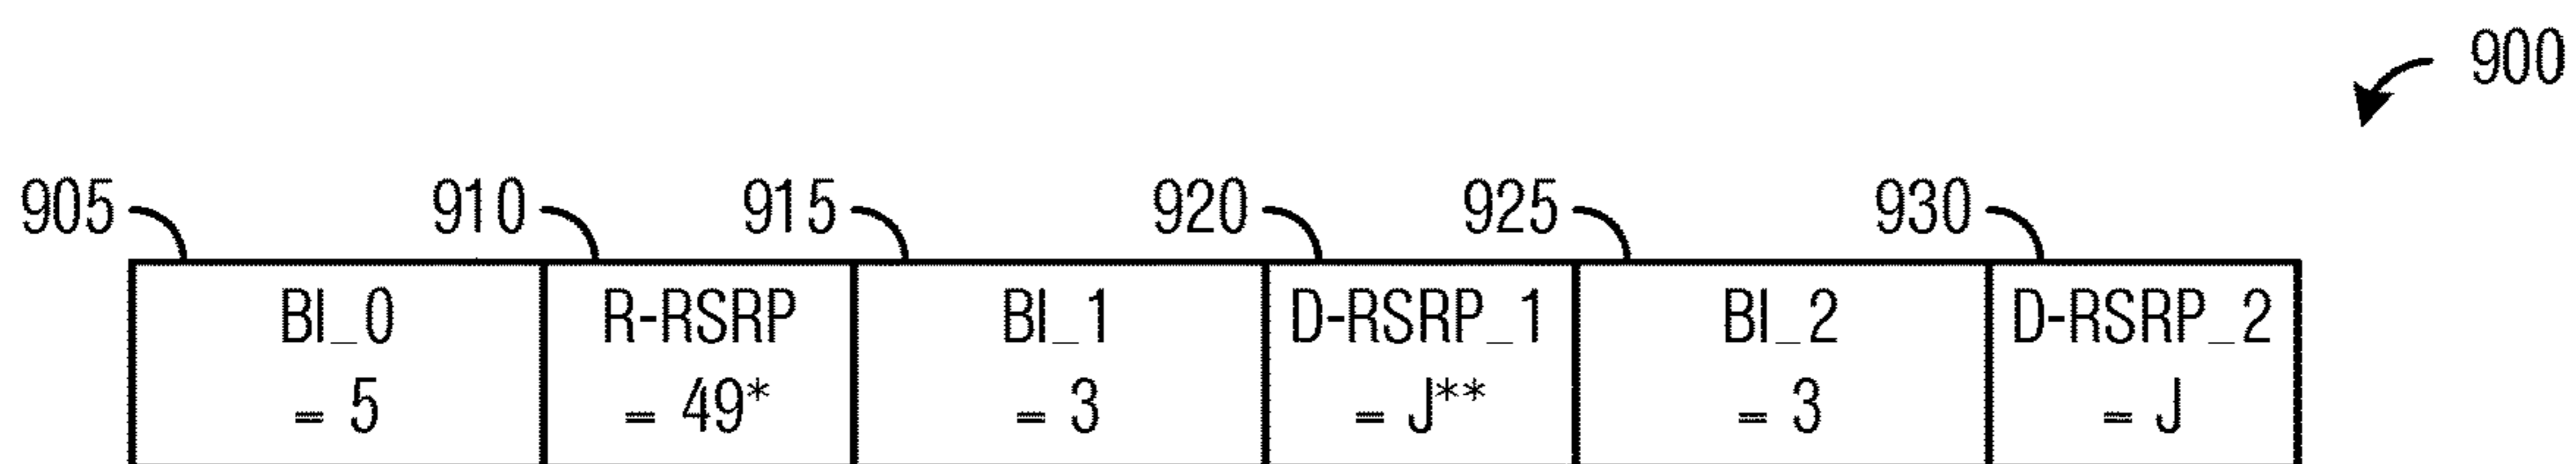 900
905 910 915 920 925 930
BI_0 R-RSRP BI_1 D-RSRP_1 BI_2 D-RSRP_2
= 5 = 49* = 3 = J** = 3 = J